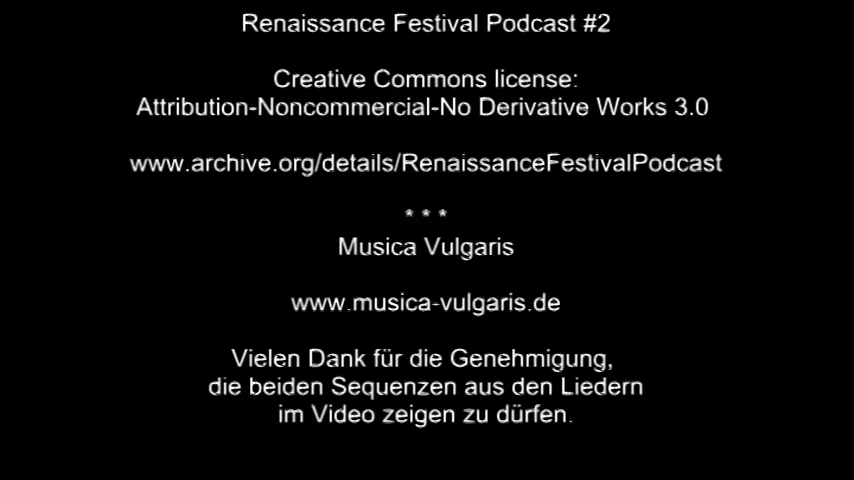 Renaissance Festival Podcast #2
Creative Commons license:
Attribution-Noncommercial-No Derivative Works 3.0
www.archive.org/details/RenaissanceFestivalPodcast
* * *
Musica Vulgaris
www.musica-vulgaris.de
Vielen Dank für die Genehmigung,
die beiden Sequenzen aus den Liedern
im Video zeigen zu dürfen.